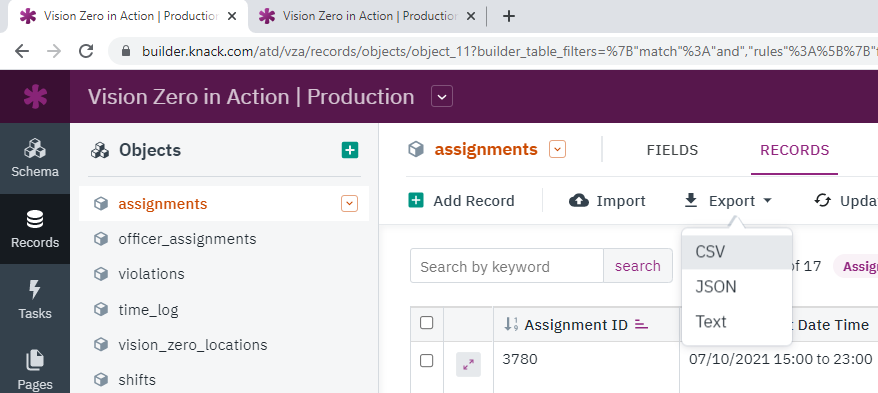 Vision Zero in Action | Production
Vision Zero in Action | Production
builder.knack.com/atd/vza/records/objects/object_11?builder_table_filters=%7B"match"%3A"and","rules"%3A%5B%7B"
Vision Zero in Action | Production
Schema
Records
Tasks
Pages
Objects
assignments
officer_assignments
violations
time_log
vision_zero_locations
shifts
assignments
FIELDS
RECORDS
Add Record
Import
Export
Upda
Search by keyword
search
of 17
Assig
CSV
JSON
Text
Assignment ID
Date Time
3780
07/10/2021 15:00 to 23:00